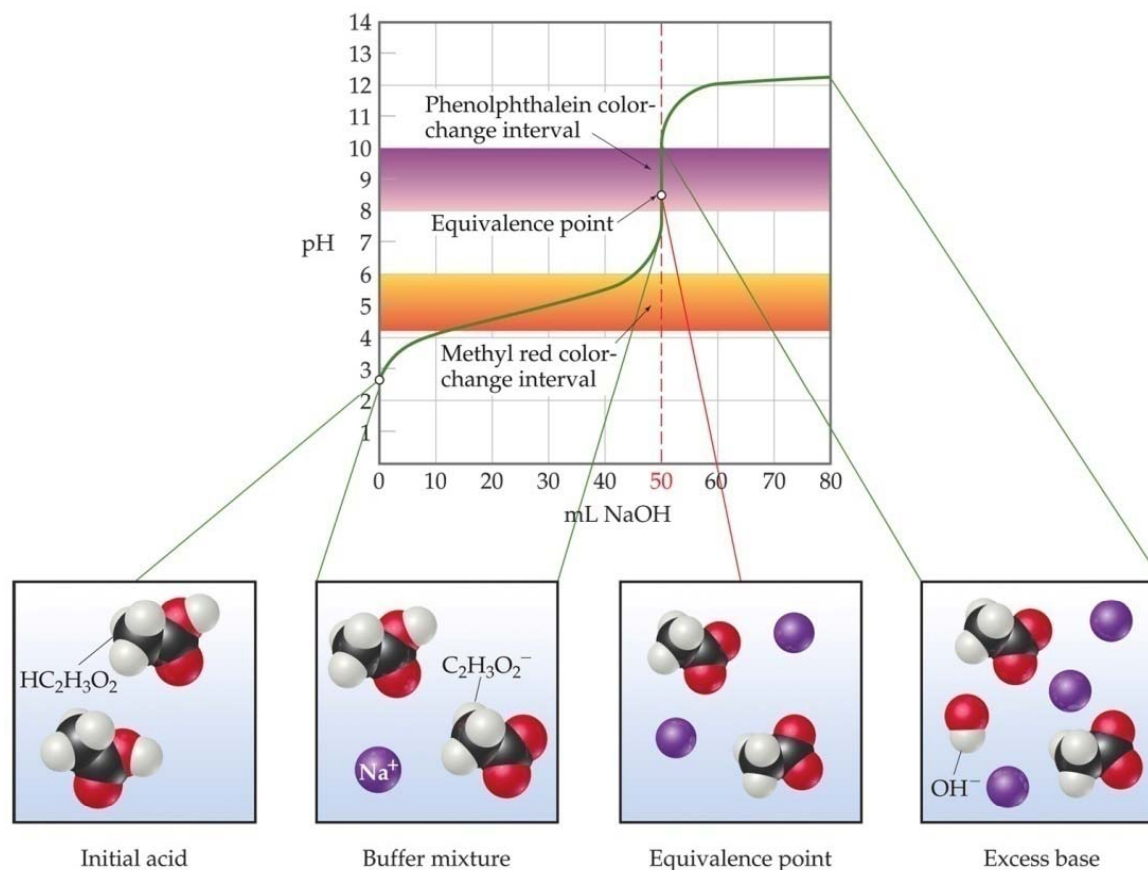 14
13
12
11
10
9
8
7
6
5
4
3
2
1
pH
Phenolphthalein color-
change interval
Equivalence point
Methyl red color-
change interval
0 10 20 30 40 50 60 70 80
mL NaOH
HC₂H₃O₂
C₂H₃O₂⁻
Na⁺
OH⁻
Initial acid
Buffer mixture
Equivalence point
Excess base